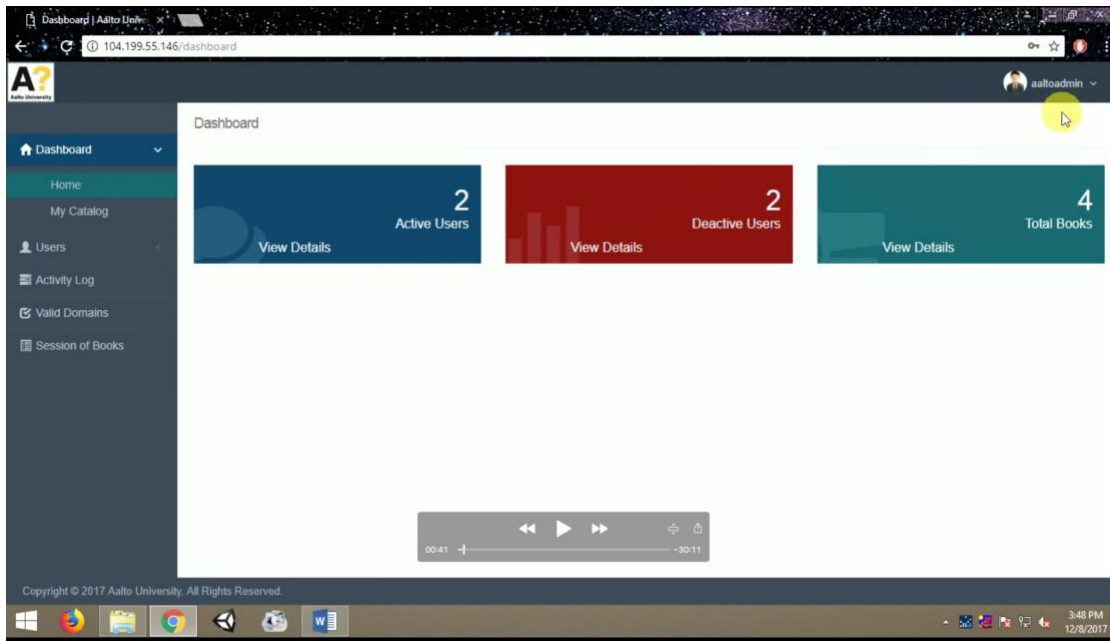 Dashboard | Aalto Unive
104.199.55.146/dashboard
A?
Aalto University
aaltoadmin
Dashboard
Dashboard
Home
My Catalog
Users
Activity Log
Valid Domains
Session of Books
2
Active Users
View Details
2
Deactive Users
View Details
4
Total Books
View Details
00:41
-30:11
Copyright © 2017 Aalto University. All Rights Reserved.
W
3:48 PM
12/8/2017